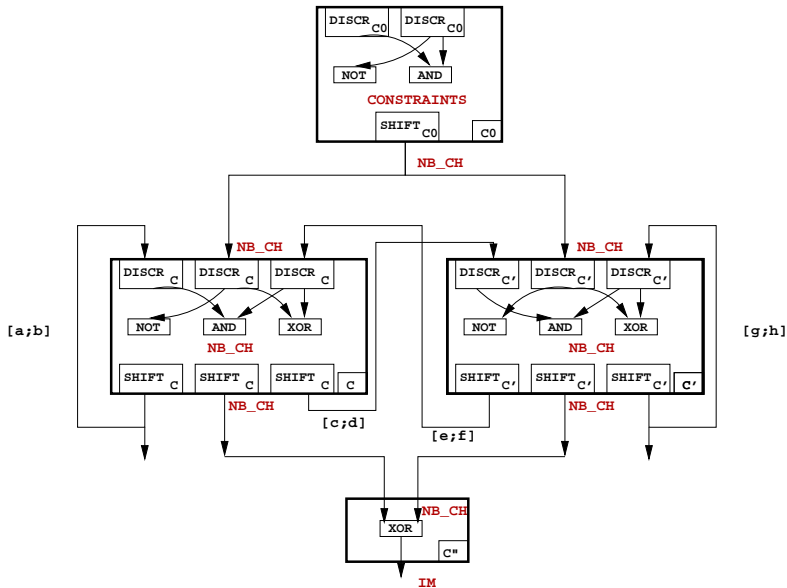 DISCR C0 DISCR C0
NOT AND
CONSTRAINTS
SHIFT C0 C0
NB_CH
NB_CH NB_CH
DISCR C DISCR C DISCR C DISCR C' DISCR C' DISCR C'
[a;b] NOT AND XOR NOT AND XOR [g;h]
NB_CH NB_CH
SHIFT C SHIFT C SHIFT C C SHIFT C' SHIFT C' SHIFT C' C'
NB_CH NB_CH
[c;d] [e;f]
NB_CH
XOR
C"
IM